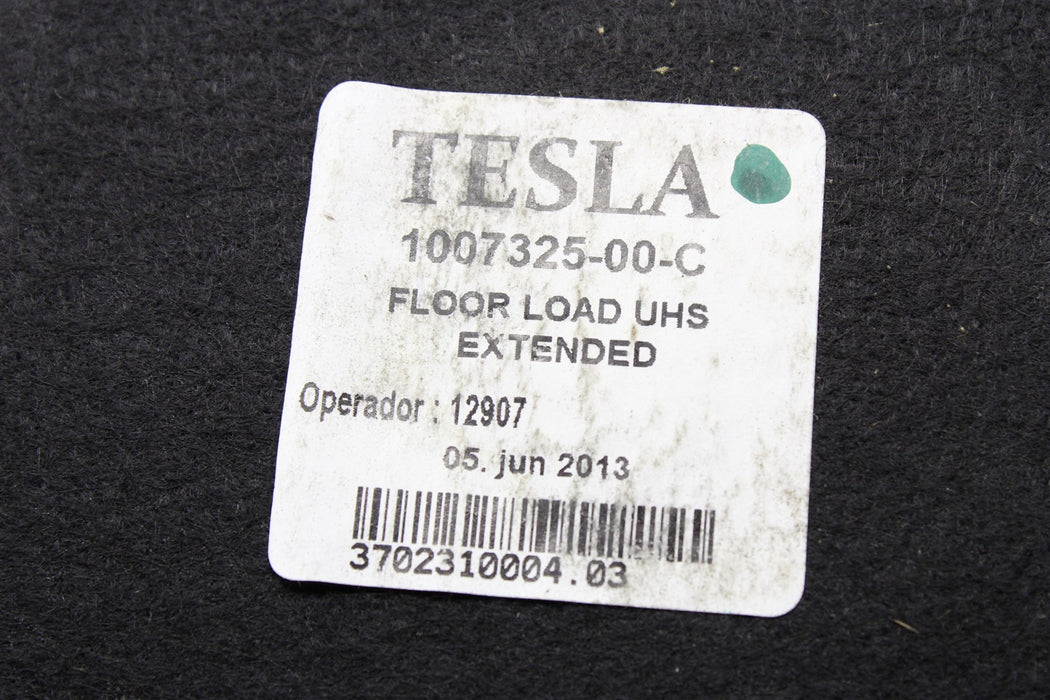 TESLA
1007325-00-C
FLOOR LOAD UHS
EXTENDED
Operador : 12907
05. jun 2013
3702310004.03